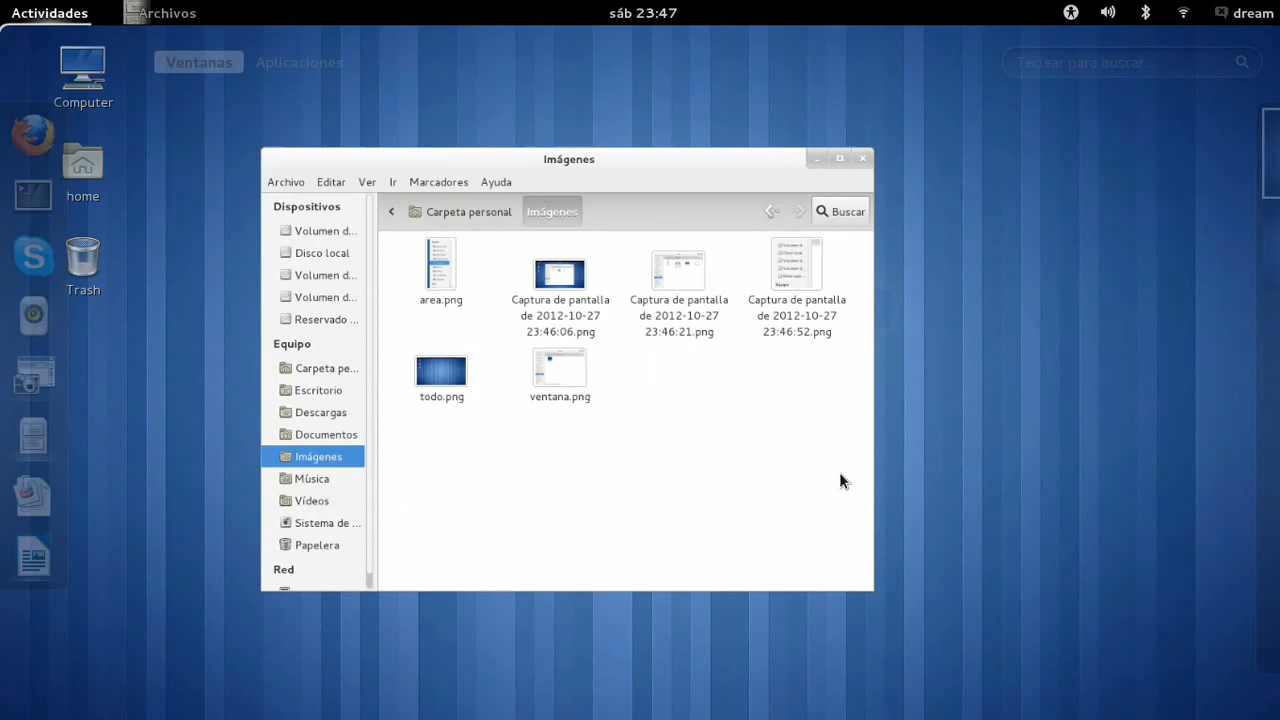 Actividades
Archivos
sáb 23:47
dream
Ventanas
Aplicaciones
Teclear para buscar...
Computer
home
Trash
Imágenes
Archivo Editar Ver Ir Marcadores Ayuda
Dispositivos
Volumen d...
Disco local
Volumen d...
Volumen d...
Reservado ...
Equipo
Carpeta pe...
Escritorio
Descargas
Documentos
Imágenes
Música
Vídeos
Sistema de ...
Papelera
Red
Carpeta personal
Imágenes
Buscar
area.png
Captura de pantalla
de 2012-10-27
23:46:06.png
Captura de pantalla
de 2012-10-27
23:46:21.png
Captura de pantalla
de 2012-10-27
23:46:52.png
todo.png
ventana.png